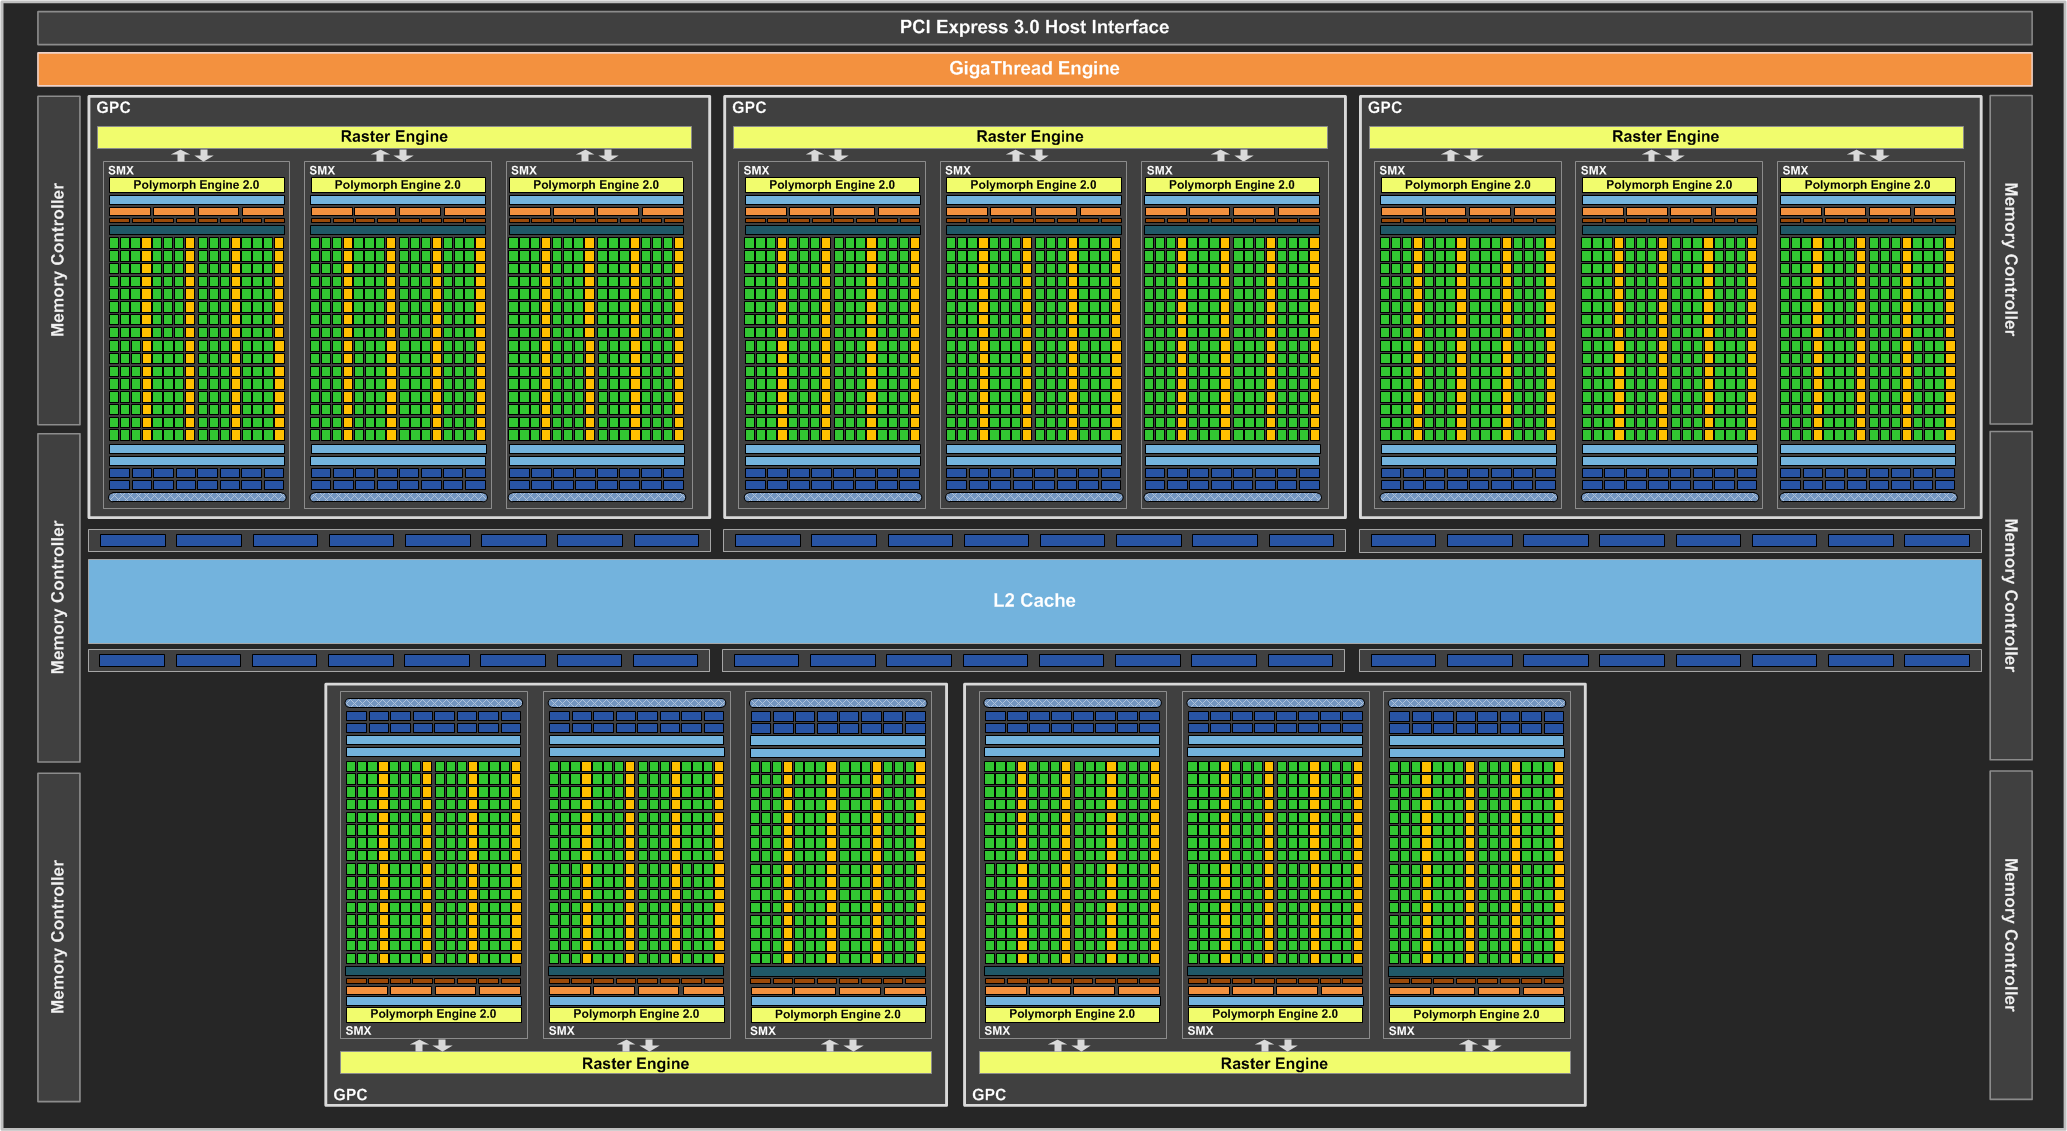 PCI Express 3.0 Host Interface
GigaThread Engine
Memory Controller
Memory Controller
Memory Controller
GPC
Raster Engine
SMX
Polymorph Engine 2.0
SMX
Polymorph Engine 2.0
SMX
Polymorph Engine 2.0
GPC
Raster Engine
SMX
Polymorph Engine 2.0
SMX
Polymorph Engine 2.0
SMX
Polymorph Engine 2.0
GPC
Raster Engine
SMX
Polymorph Engine 2.0
SMX
Polymorph Engine 2.0
SMX
Polymorph Engine 2.0
Memory Controller
Memory Controller
Memory Controller
L2 Cache
Polymorph Engine 2.0
SMX
Polymorph Engine 2.0
SMX
Polymorph Engine 2.0
SMX
Raster Engine
GPC
Polymorph Engine 2.0
SMX
Polymorph Engine 2.0
SMX
Polymorph Engine 2.0
SMX
Raster Engine
GPC